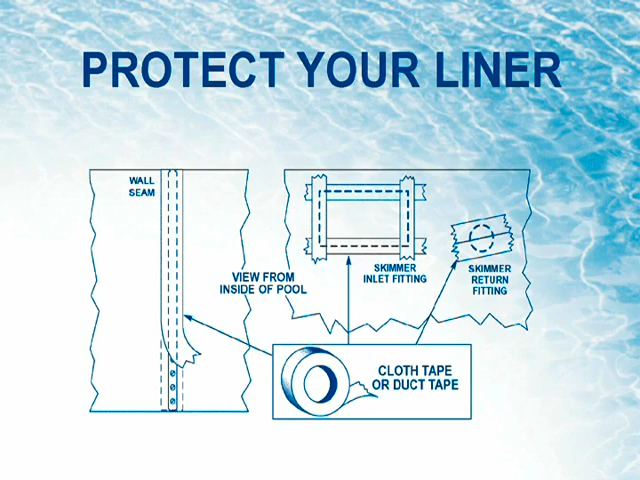 PROTECT YOUR LINER
WALL
SEAM
VIEW FROM
INSIDE OF POOL
SKIMMER
INLET FITTING
SKIMMER
RETURN
FITTING
CLOTH TAPE
OR DUCT TAPE